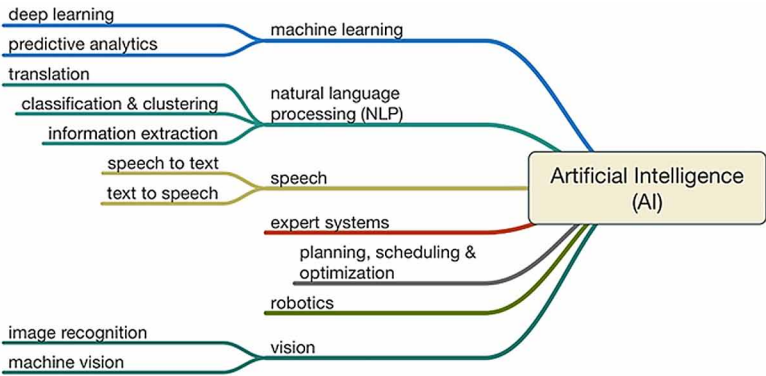 deep learning
predictive analytics
machine learning
translation
classification & clustering
information extraction
natural language
processing (NLP)
speech to text
text to speech
speech
expert systems
planning, scheduling &
optimization
robotics
image recognition
machine vision
vision
Artificial Intelligence
(AI)